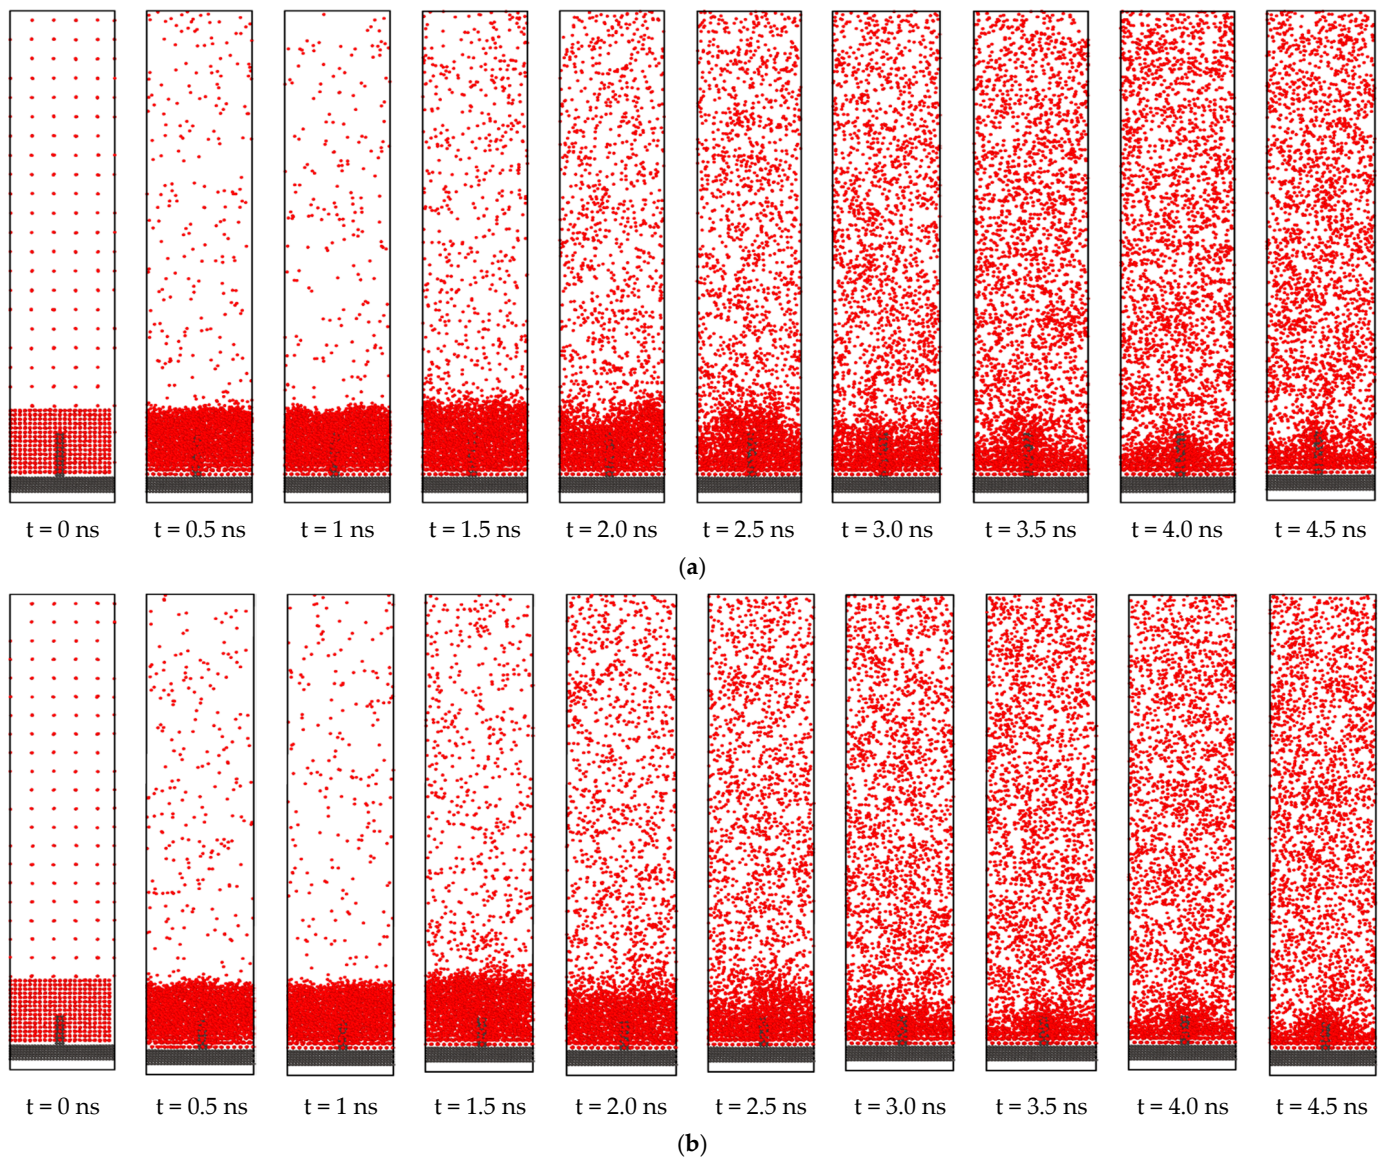 t = 0 ns t = 0.5 ns t = 1 ns t = 1.5 ns t = 2.0 ns t = 2.5 ns t = 3.0 ns t = 3.5 ns t = 4.0 ns t = 4.5 ns
(a)
t = 0 ns t = 0.5 ns t = 1 ns t = 1.5 ns t = 2.0 ns t = 2.5 ns t = 3.0 ns t = 3.5 ns t = 4.0 ns t = 4.5 ns
(b)